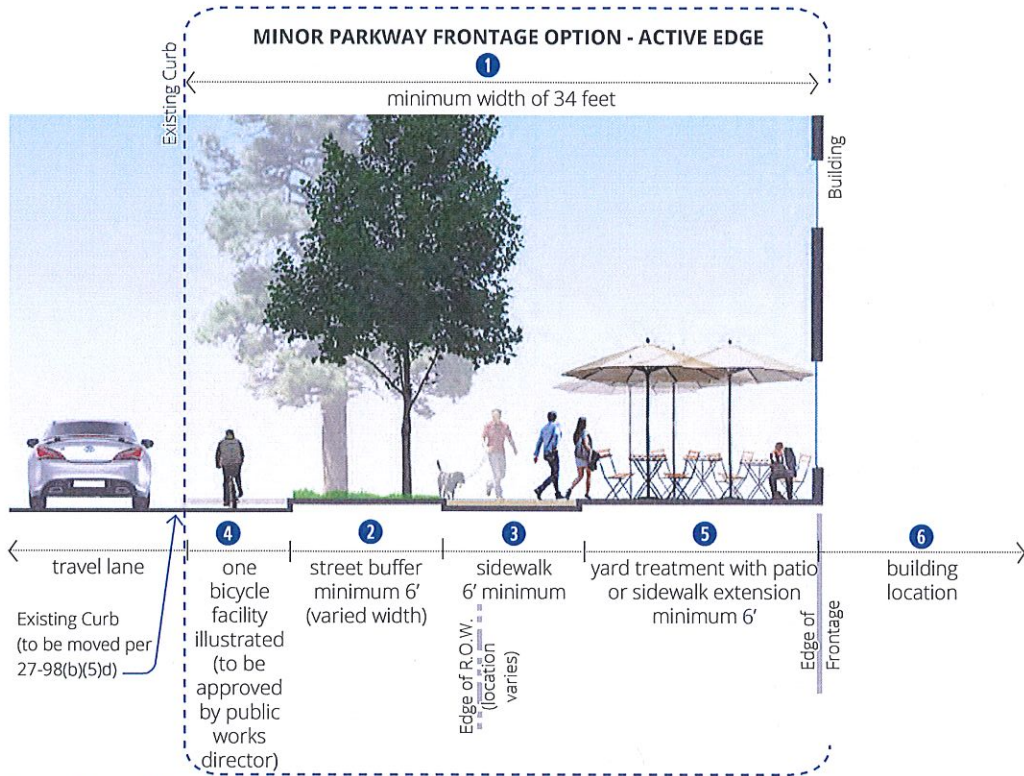 MINOR PARKWAY FRONTAGE OPTION - ACTIVE EDGE
1
minimum width of 34 feet
Existing Curb
Building
4
2
3
5
6
travel lane
one
bicycle
facility
illustrated
(to be
approved
by public
works
director)
street buffer
minimum 6'
(varied width)
sidewalk
6' minimum
yard treatment with patio
or sidewalk extension
minimum 6'
building
location
Existing Curb
(to be moved per
27-98(b)(5)d)
Edge of R.O.W.
(location
varies)
Edge of
Frontage